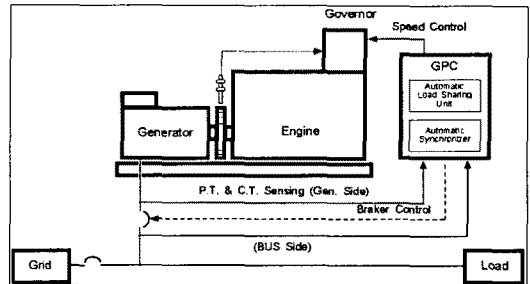 Governor
Speed Control
GPC
Automatic
Load Sharing
Unit
Automatic
Synchronizer
Generator
Engine
P.T. & C.T. Sensing (Gen. Side)
Braker Control
(BUS Side)
Grid
Load